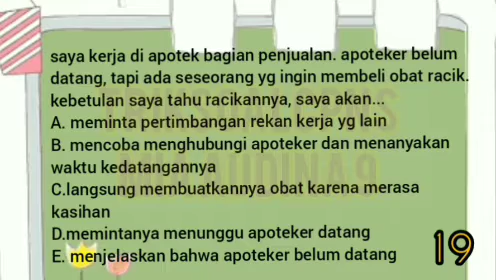 saya kerja di apotek bagian penjualan. apoteker belum
datang, tapi ada seseorang yg ingin membeli obat racik.
kebetulan saya tahu racikannya, saya akan...
A. meminta pertimbangan rekan kerja yg lain
B. mencoba menghubungi apoteker dan menanyakan
waktu kedatangannya
C.langsung membuatkannya obat karena merasa
kasihan
D.memintanya menunggu apoteker datang
E. menjelaskan bahwa apoteker belum datang
19